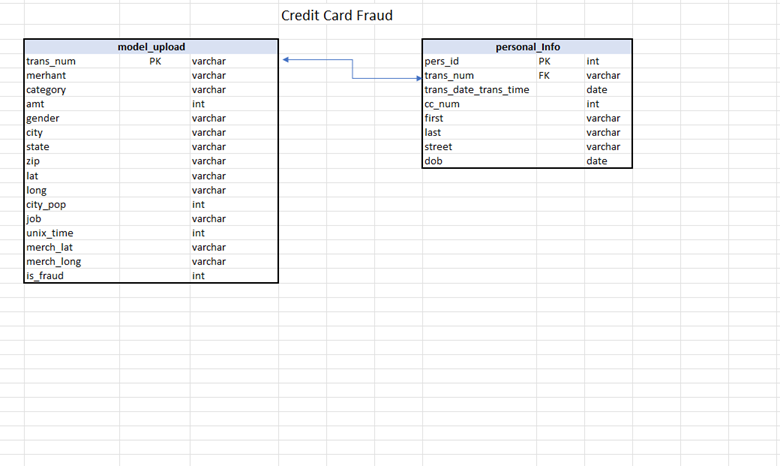 Credit Card Fraud
model_upload
trans_num PK varchar
merhant varchar
category varchar
amt int
gender varchar
city varchar
state varchar
zip varchar
lat varchar
long varchar
city_pop int
job varchar
unix_time int
merch_lat varchar
merch_long varchar
is_fraud int
personal_Info
pers_id PK int
trans_num FK varchar
trans_date_trans_time date
cc_num int
first varchar
last varchar
street varchar
dob date